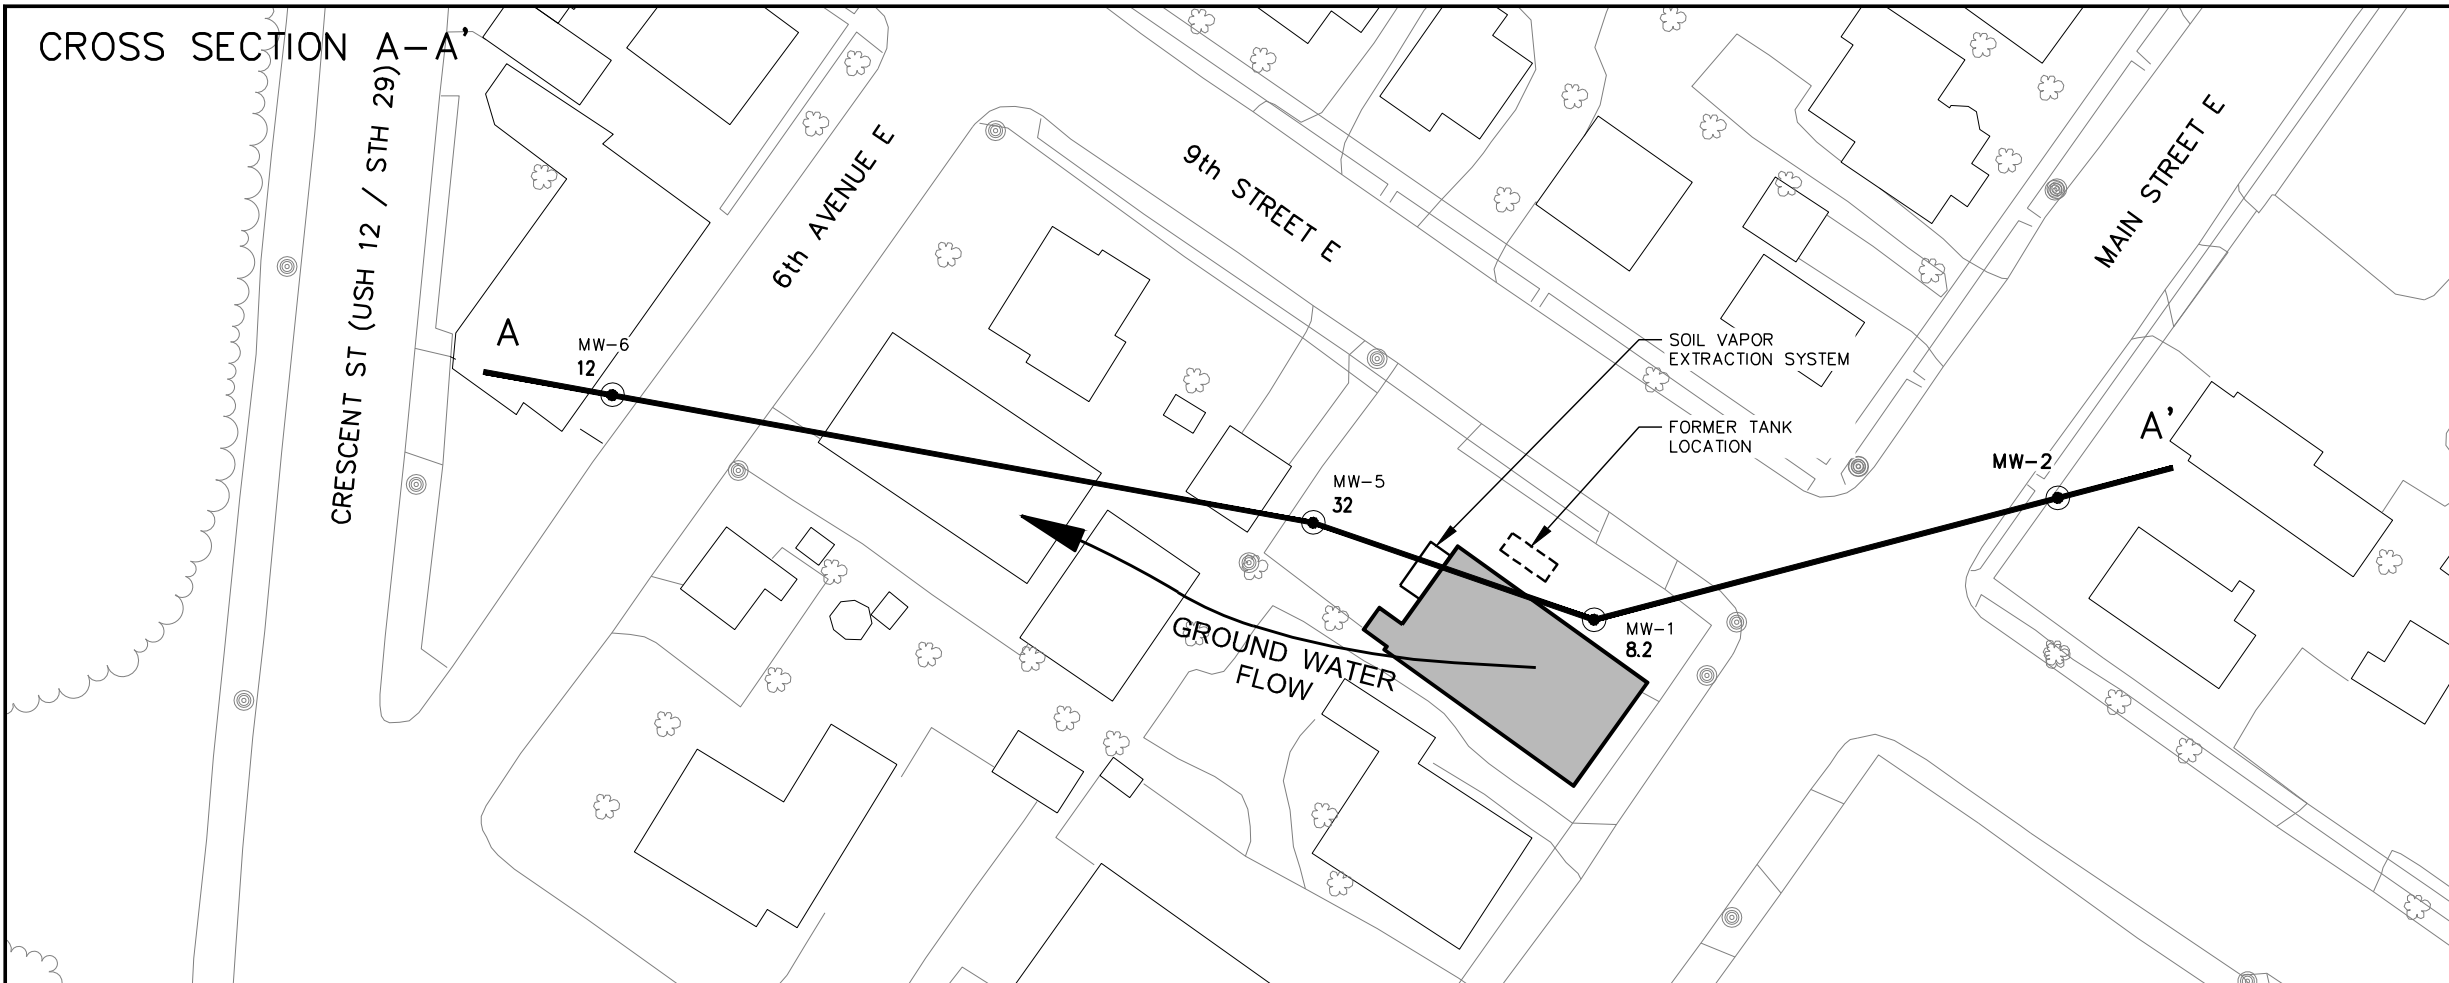 CROSS SECTION A-A'
CRESCENT ST (USH 12 / STH 29)
6th AVENUE E
9th STREET E
MAIN STREET E
A
MW-6
12
SOIL VAPOR
EXTRACTION SYSTEM
FORMER TANK
LOCATION
A'
MW-2
MW-5
32
MW-1
8.2
GROUND WATER
FLOW